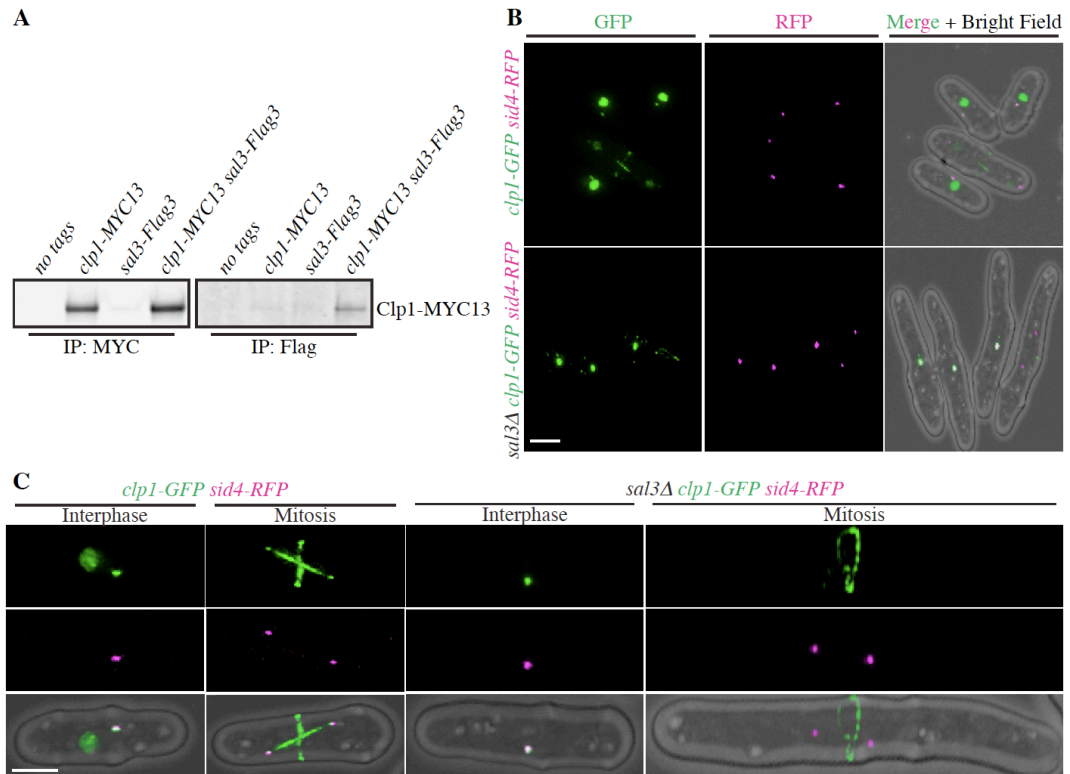 A
no tags
clp1-MYC13
sal3-Flag3
clp1-MYC13 sal3-Flag3
no tags
clp1-MYC13
sal3-Flag3
clp1-MYC13 sal3-Flag3
Clp1-MYC13
IP: MYC
IP: Flag
B
GFP
RFP
Merge + Bright Field
clp1-GFP sid4-RFP
sal3Δ clp1-GFP sid4-RFP
C
clp1-GFP sid4-RFP
sal3Δ clp1-GFP sid4-RFP
Interphase
Mitosis
Interphase
Mitosis